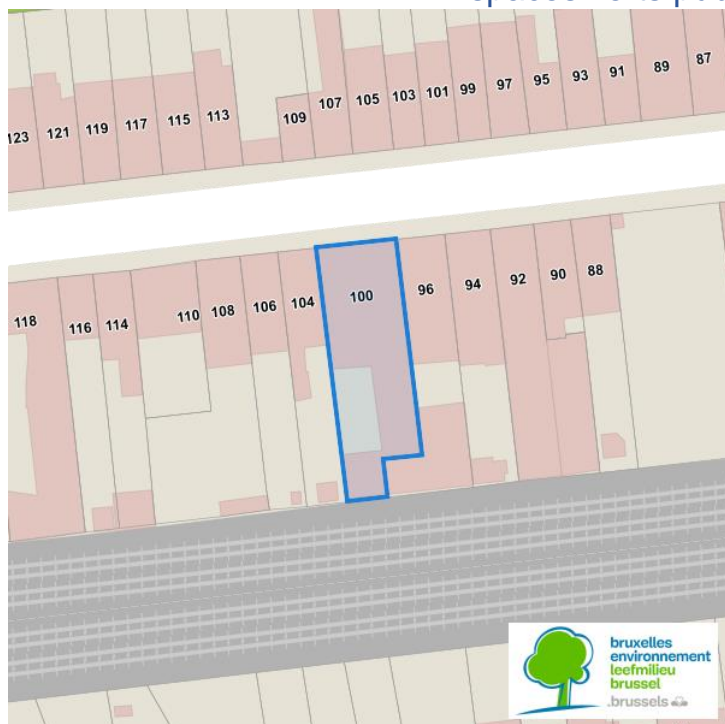 123 121 119 117 115 113 109 107 105 103 101 99 97 95 93 91 89 87
118 116 114 110 108 106 104 100 96 94 92 90 88
bruxelles
environnement
leefmilieu
brussel
.brussels